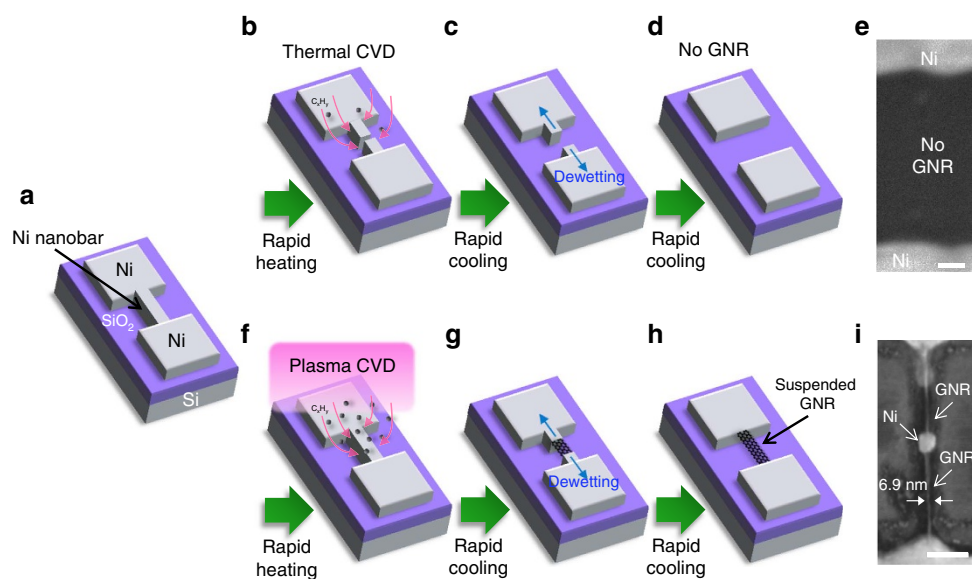 a
Ni nanobar
Ni
SiO2
Ni
Si
b
Thermal CVD
CxHy
Rapid
heating
c
Dewetting
Rapid
cooling
d
No GNR
Rapid
cooling
e
Ni
No
GNR
Ni
f
Plasma CVD
CxHy
Rapid
heating
g
Dewetting
Rapid
cooling
h
Suspended
GNR
Rapid
cooling
i
GNR
Ni
GNR
6.9 nm